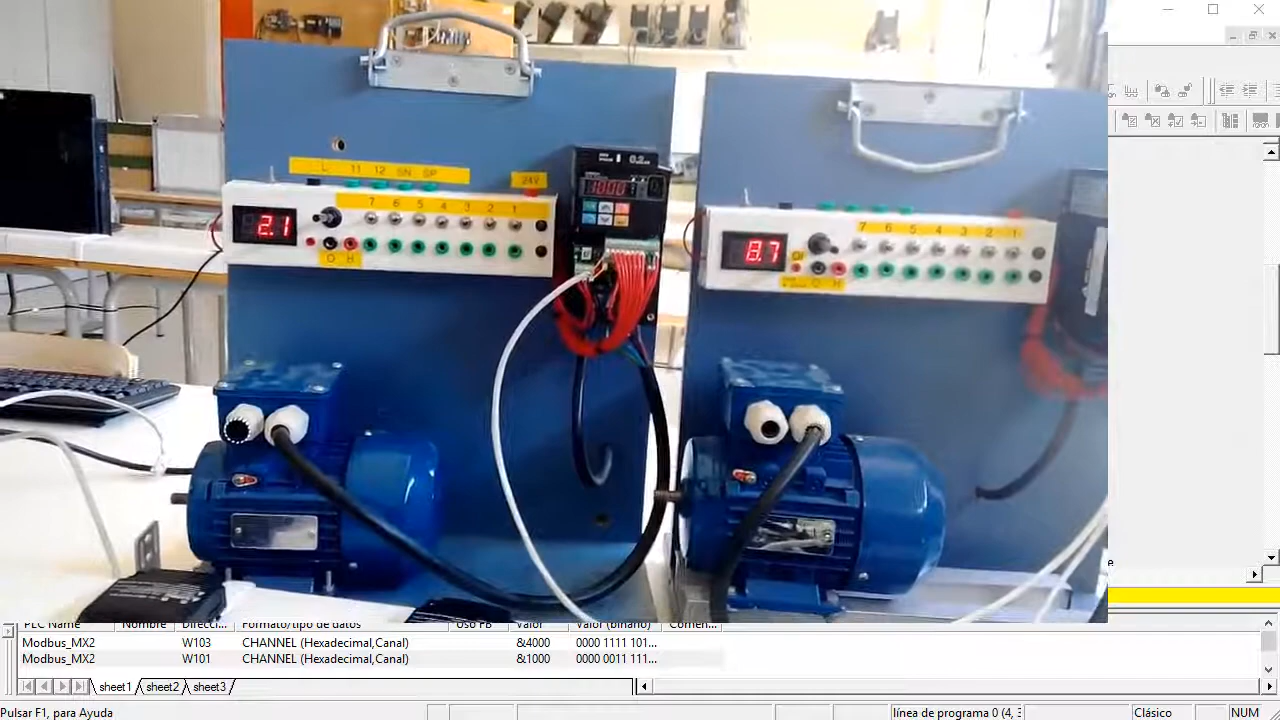 0.2
1000
L 11 12 SN SP
24V
7 6 5 4 3 2 1
2.1
O H
7 6 5 4 3 2 1
8.7
O H
e
PLC Name Nombre Direcci... Formato/tipo de datos Uso FB Valor Valor (binario) Comen...
Modbus_MX2 W103 CHANNEL (Hexadecimal,Canal) &4000 0000 1111 101...
Modbus_MX2 W101 CHANNEL (Hexadecimal,Canal) &1000 0000 0011 111...
sheet1 sheet2 sheet3
Pulsar F1, para Ayuda línea de programa 0 (4, 3 Clásico NUM